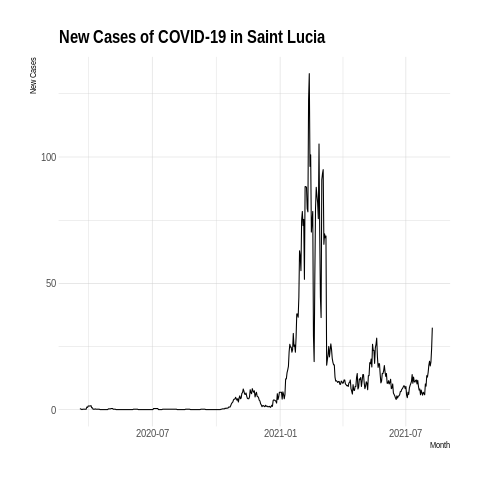 New Cases of COVID-19 in Saint Lucia
New Cases
100
50
0
2020-07
2021-01
2021-07
Month